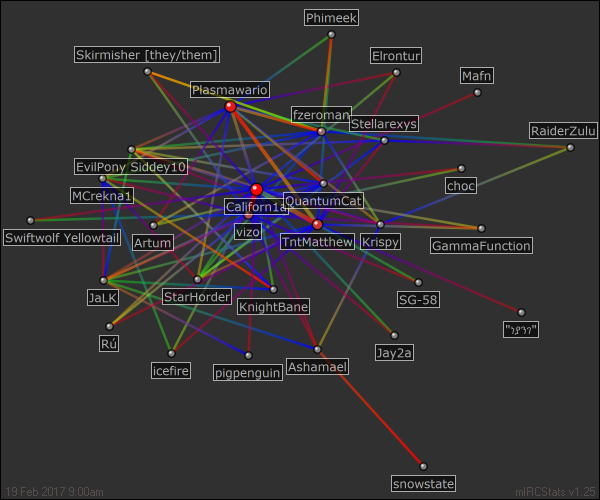 Phimeek
Skirmisher [they/them]
Elrontur
Mafn
Plasmawario
fzeroman
Stellarexys
RaiderZulu
EvilPony Siddey10
MCrekna1
choc
QuantumCat
Californ1a
Swiftwolf Yellowtail
Artum
vizo
TntMatthew
Krispy
GammaFunction
JaLK
StarHorder
KnightBane
SG-58
Rú
icefire
pigpenguin
Ashamael
Jay2a
snowstate
19 Feb 2017 9:00am
mIRCStats v1.25